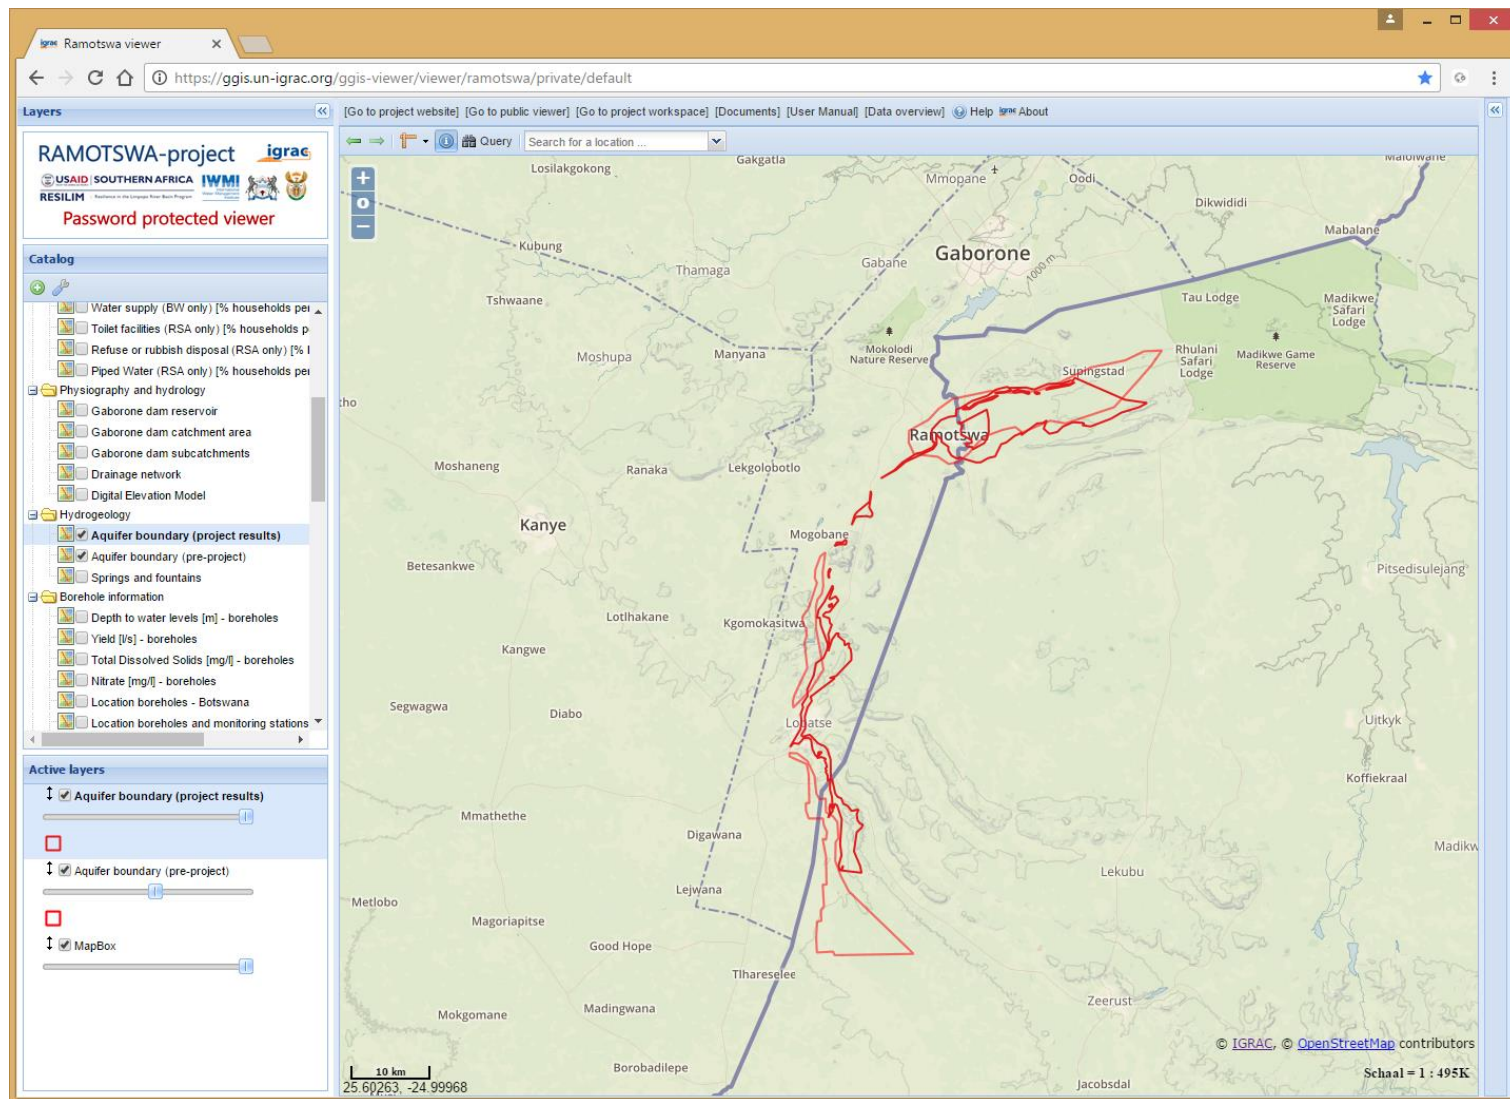 igrac Ramotswa viewer
https://ggis.un-igrac.org/ggis-viewer/viewer/ramotswa/private/default
Layers
[Go to project website] [Go to public viewer] [Go to project workspace] [Documents] [User Manual] [Data overview] Help igrac About
Query
Search for a location ...
RAMOTSWA-project igrac
USAID SOUTHERN AFRICA IWMI
RESILIM
Password protected viewer
Catalog
Water supply (BW only) [% households per
Toilet facilities (RSA only) [% households p
Refuse or rubbish disposal (RSA only) [% l
Piped Water (RSA only) [% households per
Physiography and hydrology
Gaborone dam reservoir
Gaborone dam catchment area
Gaborone dam subcatchments
Drainage network
Digital Elevation Model
Hydrogeology
Aquifer boundary (project results)
Aquifer boundary (pre-project)
Springs and fountains
Borehole information
Depth to water levels [m] - boreholes
Yield [l/s] - boreholes
Total Dissolved Solids [mg/l] - boreholes
Nitrate [mg/l] - boreholes
Location boreholes - Botswana
Location boreholes and monitoring stations
Active layers
Aquifer boundary (project results)
Aquifer boundary (pre-project)
MapBox
Gakgatla
Malolwane
Losilakgokong
Mmopane
Oodi
Dikwididi
Mabalane
Kubung
Gaborone
Gabane
Thamaga
1000 m
Tshwaane
Tau Lodge
Madikwe
Safari
Lodge
Moshupa
Manyana
Mokolodi
Nature Reserve
Rhulani
Safari
Lodge
Madikwe Game
Reserve
Supingstad
tho
Ramotswa
Moshaneng
Ranaka
Lekgolobotlo
Kanye
Mogobane
Betesankwe
Pitsedisulejang
Lotlhakane
Kgomokasitwa
Kangwe
Segwagwa
Diabo
Lobatse
Uitkyk
Koffiekraal
Mmathethe
Digawana
Madikw
Lekubu
Lejwana
Metlobo
Magoriapitse
Good Hope
Tlhareselee
Zeerust
Madingwana
Mokgomane
Borobadilepe
Jacobsdal
© IGRAC, © OpenStreetMap contributors
10 km
Schaal = 1 : 495K
25.60263, -24.99968